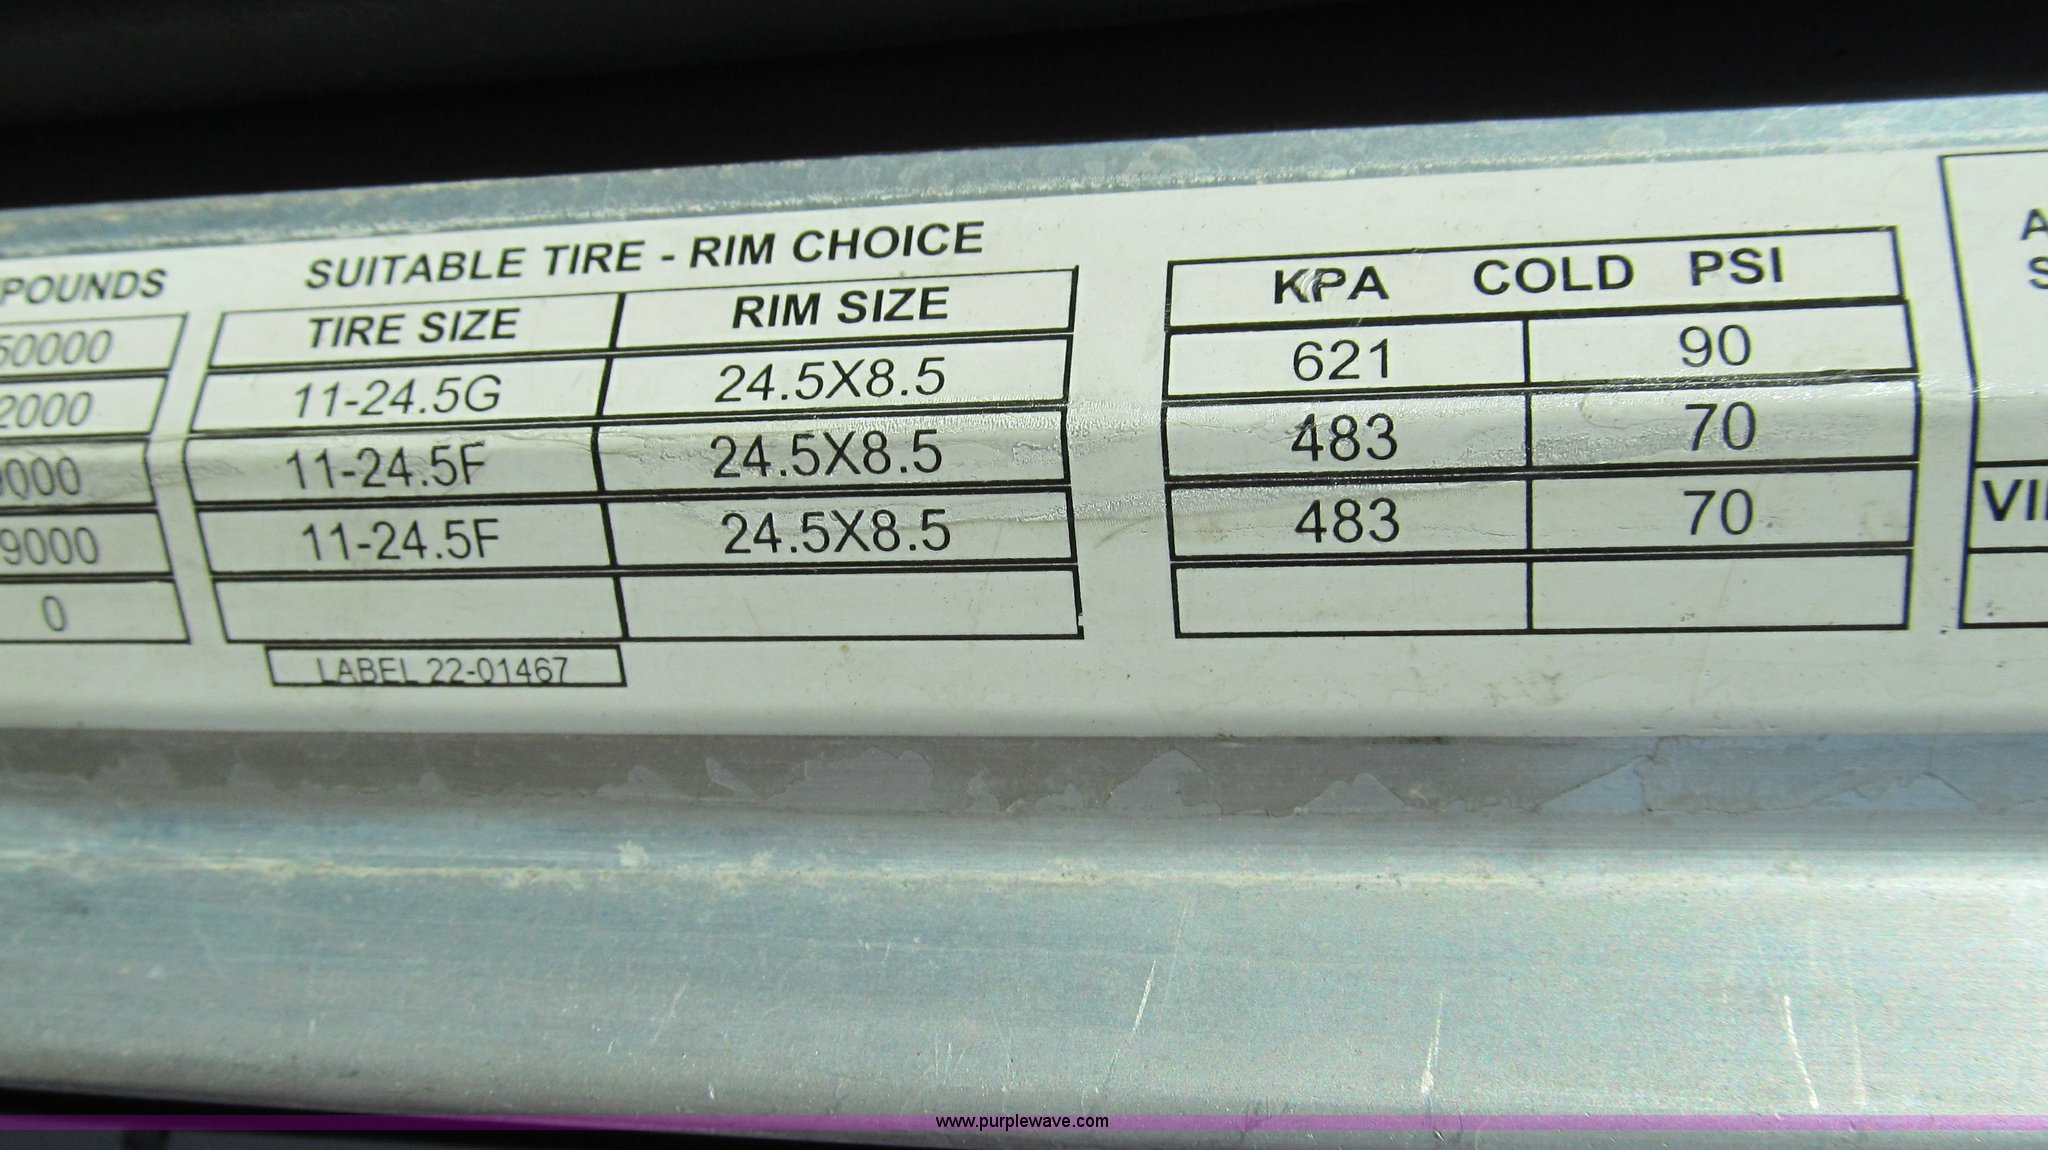 POUNDS SUITABLE TIRE - RIM CHOICE
TIRE SIZE RIM SIZE KPA COLD PSI
50000 11-24.5G 24.5X8.5 621 90
2000 11-24.5F 24.5X8.5 483 70
9000 11-24.5F 24.5X8.5 483 70 VI
9000
0
LABEL 22-01467
www.purplewave.com